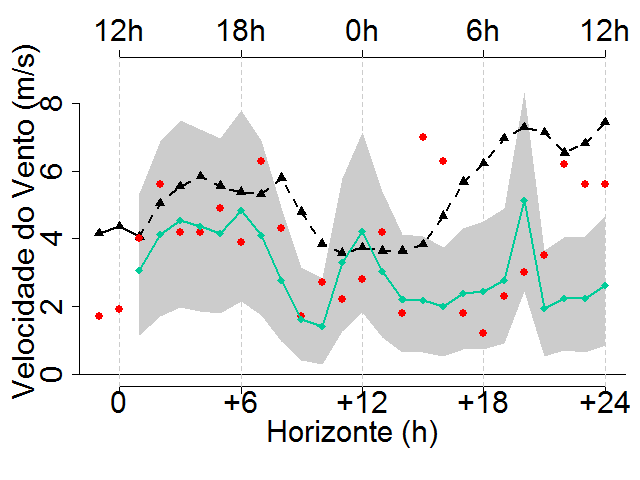 12h 18h 0h 6h 12h
Velocidade do Vento (m/s)
8
6
4
2
0
0 +6 +12 +18 +24
Horizonte (h)